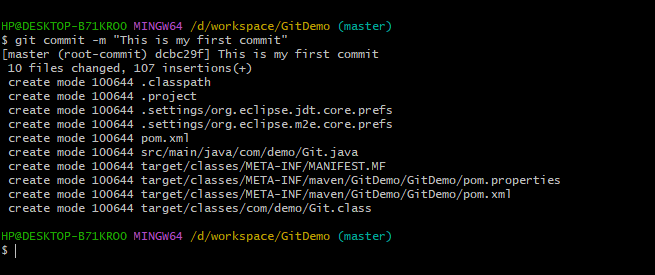 HP@DESKTOP-B71KROO MINGW64 /d/workspace/GitDemo (master)
$ git commit -m "This is my first commit"
[master (root-commit) dcbc29f] This is my first commit
 10 files changed, 107 insertions(+)
 create mode 100644 .classpath
 create mode 100644 .project
 create mode 100644 .settings/org.eclipse.jdt.core.prefs
 create mode 100644 .settings/org.eclipse.m2e.core.prefs
 create mode 100644 pom.xml
 create mode 100644 src/main/java/com/demo/Git.java
 create mode 100644 target/classes/META-INF/MANIFEST.MF
 create mode 100644 target/classes/META-INF/maven/GitDemo/GitDemo/pom.properties
 create mode 100644 target/classes/META-INF/maven/GitDemo/GitDemo/pom.xml
 create mode 100644 target/classes/com/demo/Git.class
HP@DESKTOP-B71KROO MINGW64 /d/workspace/GitDemo (master)
$